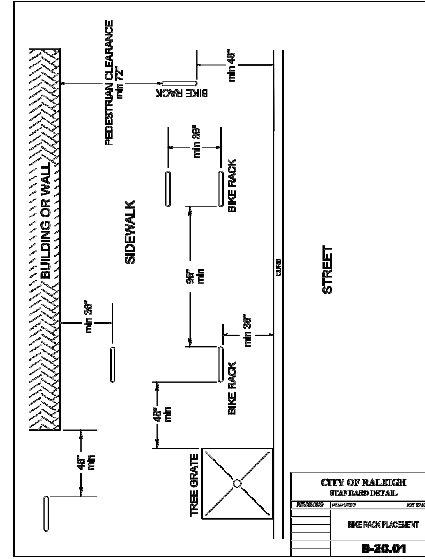 PEDESTRIAN CLEARANCE
min 72"
min 48"
BIKE RACK
min 36"
BUILDING OR WALL
SIDEWALK
BIKE RACK
96"
min
CURB
STREET
min 36"
min 36"
BIKE RACK
48"
min
48"
min
TREE GRATE
CITY OF RALEIGH
STANDARD DETAIL
BIKE RACK PLACEMENT
B-20.01